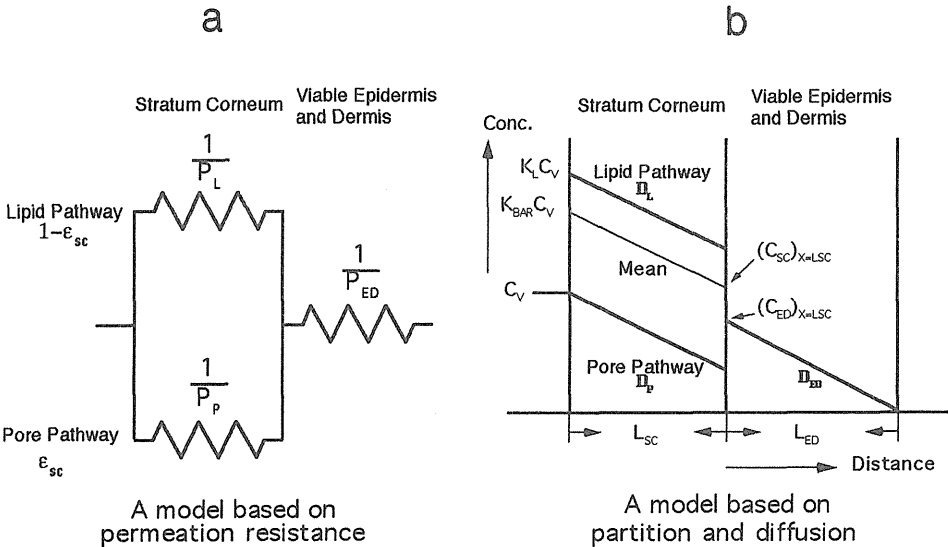 a
Stratum Corneum
Viable Epidermis
and Dermis
1
P_L
Lipid Pathway
1-ε_sc
1
P_ED
1
P_P
Pore Pathway
ε_sc
A model based on
permeation resistance
b
Stratum Corneum
Viable Epidermis
and Dermis
Conc.
K_L C_V
Lipid Pathway
D_L
K_BAR C_V
Mean
(C_SC)_X=LSC
C_V
(C_ED)_X=LSC
Pore Pathway
D_P
D_ED
L_SC
L_ED
Distance
A model based on
partition and diffusion